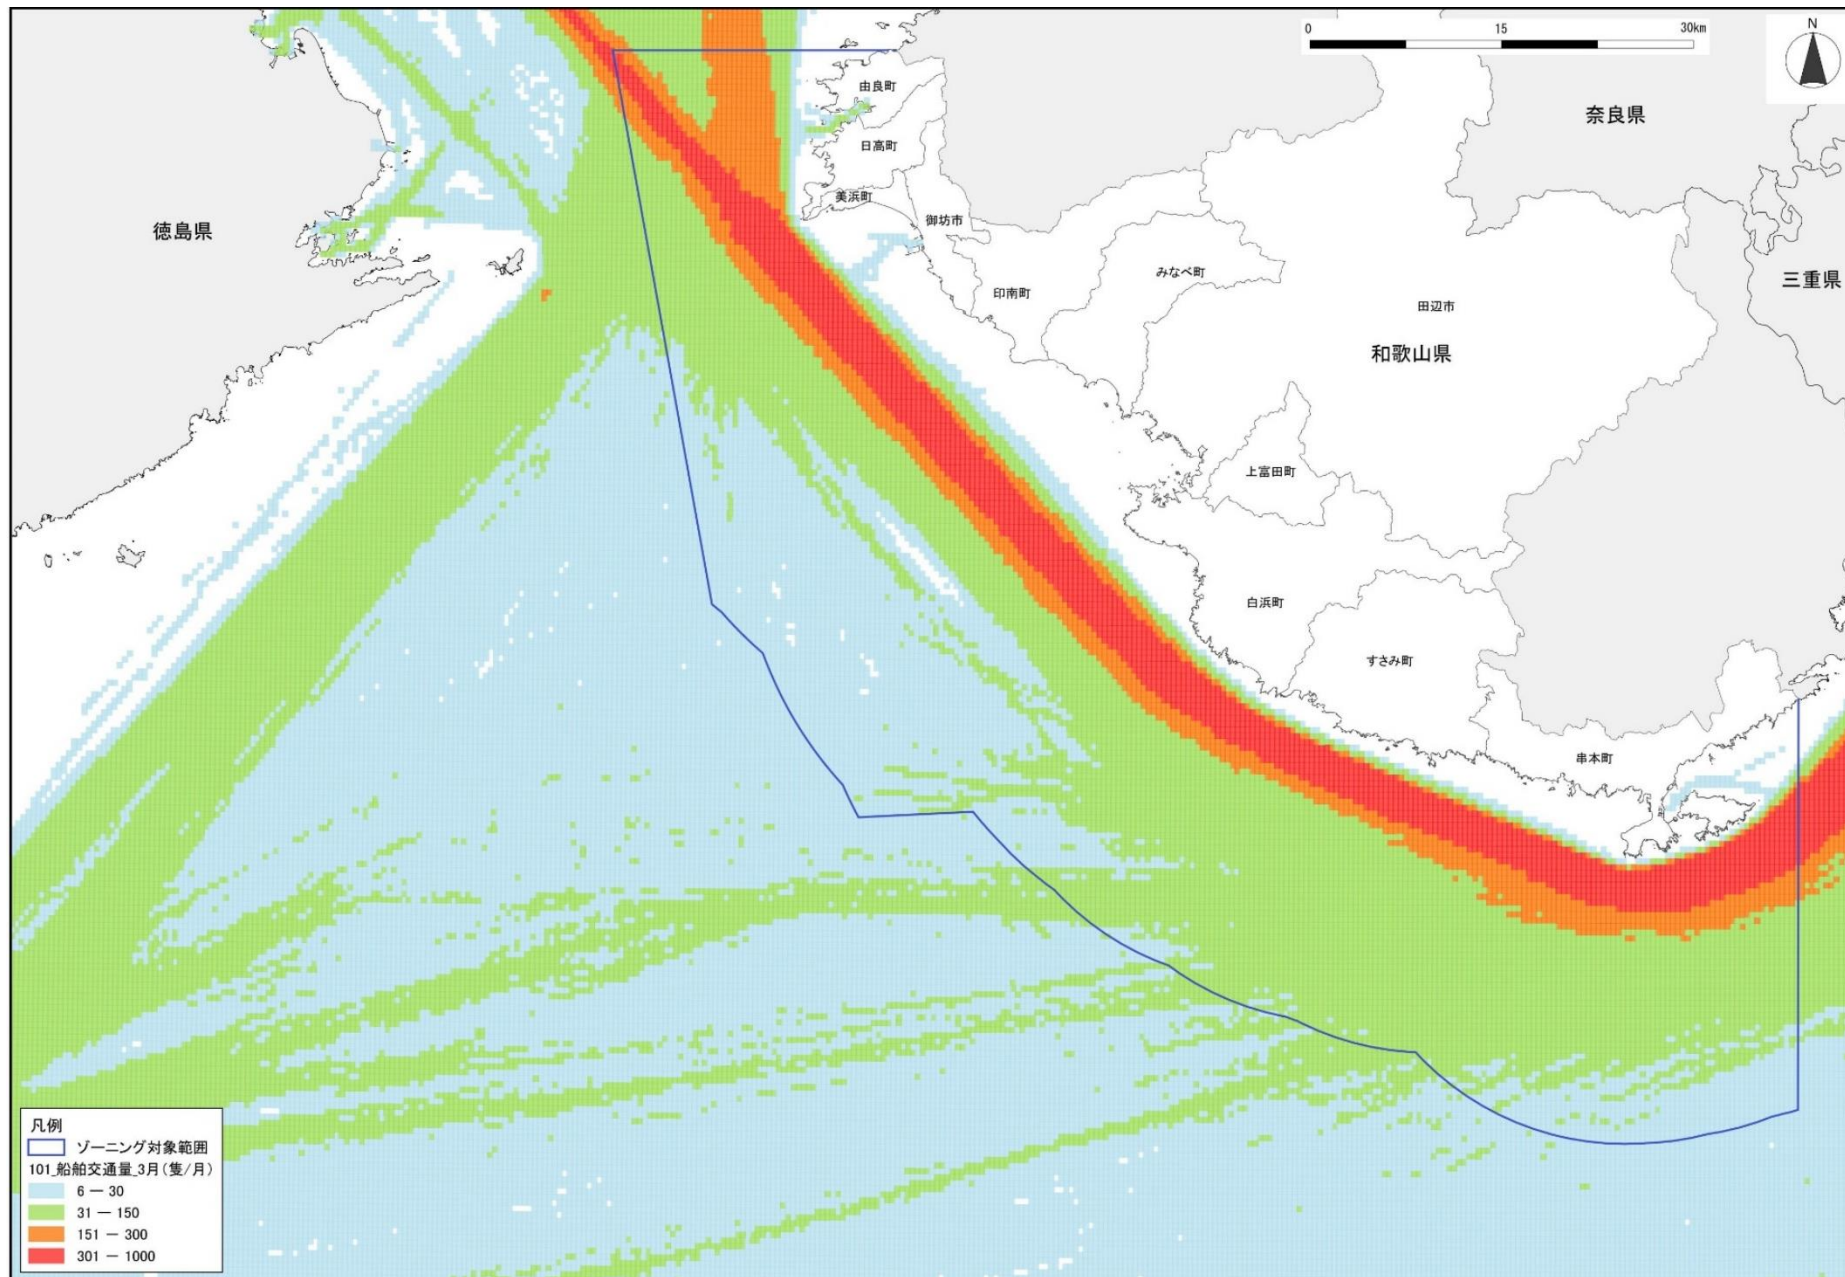 0 15 30km
N
奈良県
由良町
日高町
美浜町
御坊市
徳島県
みなべ町
三重県
印南町
田辺市
和歌山県
上富田町
白浜町
すさみ町
串本町
凡例
ゾーニング対象範囲
101_船舶交通量_3月(隻/月)
6 － 30
31 － 150
151 － 300
301 － 1000